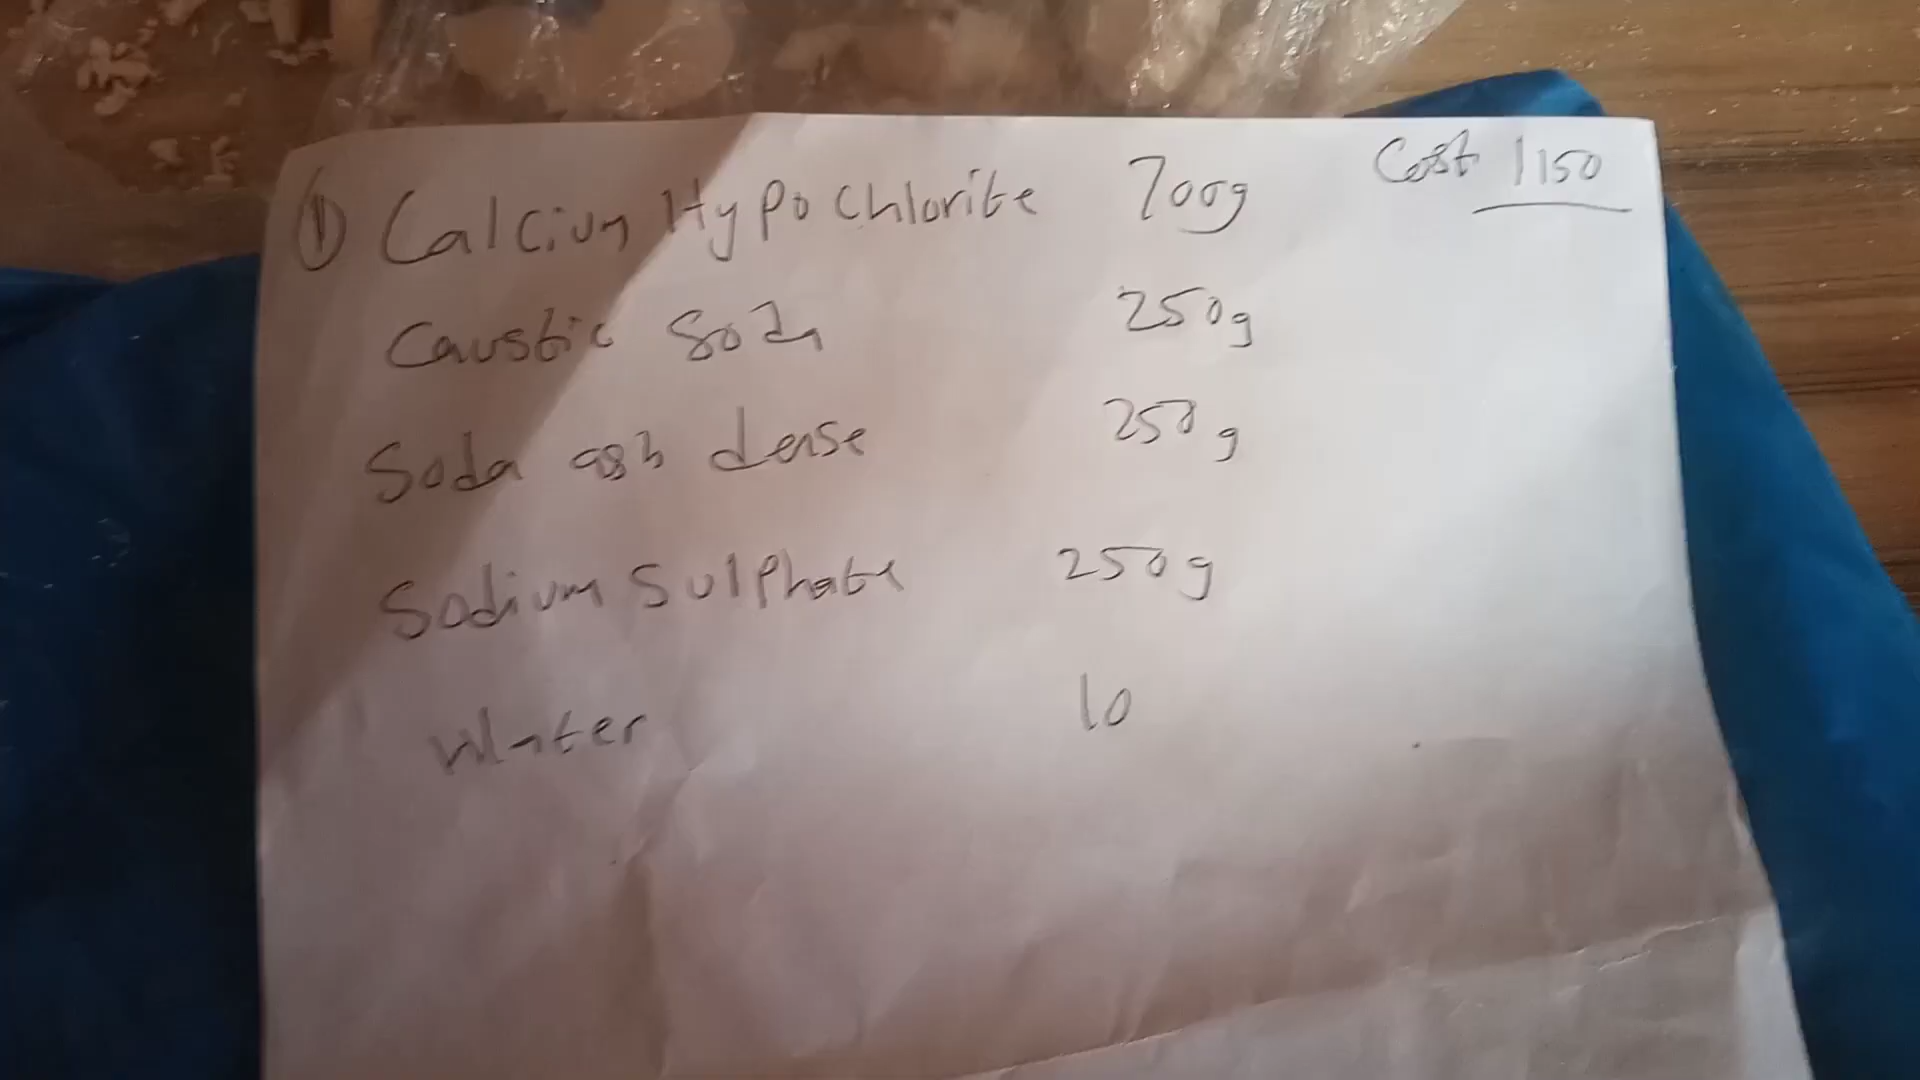 ① Calcium Hypochlorite 700g Cost 1150
Caustic Soda 250g
Soda ash dense 250g
Sodium Sulphate 250g
Water 10